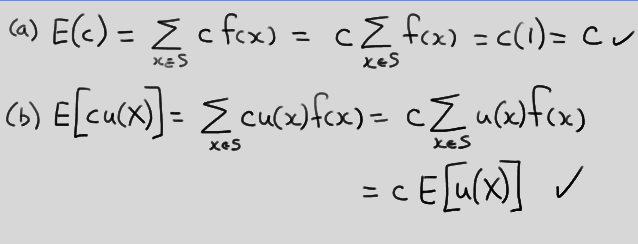 (a) E(c) = ∑ x∈S c f(x) = c ∑ x∈S f(x) = c(1) = c ✓
(b) E[cu(X)] = ∑ x∈S cu(x)f(x) = c ∑ x∈S u(x)f(x)
= c E[u(X)] ✓